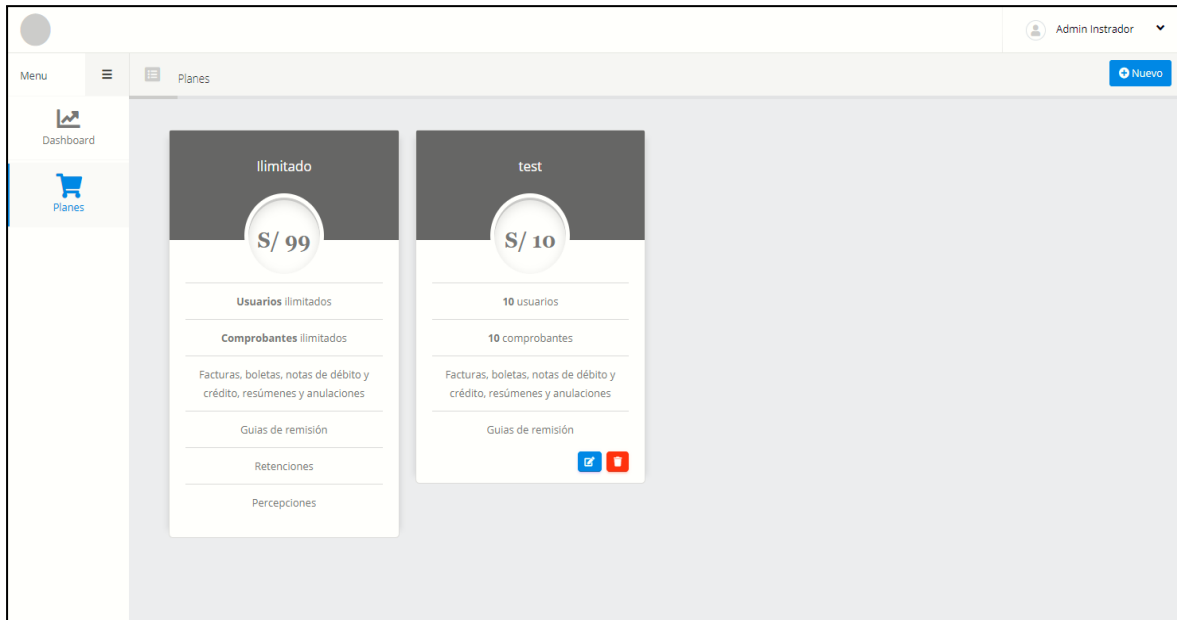 Admin Instrador
Menu
Planes
Nuevo
Dashboard
Planes
Ilimitado
S/ 99
Usuarios ilimitados
Comprobantes ilimitados
Facturas, boletas, notas de débito y
crédito, resúmenes y anulaciones
Guias de remisión
Retenciones
Percepciones
test
S/ 10
10 usuarios
10 comprobantes
Facturas, boletas, notas de débito y
crédito, resúmenes y anulaciones
Guias de remisión